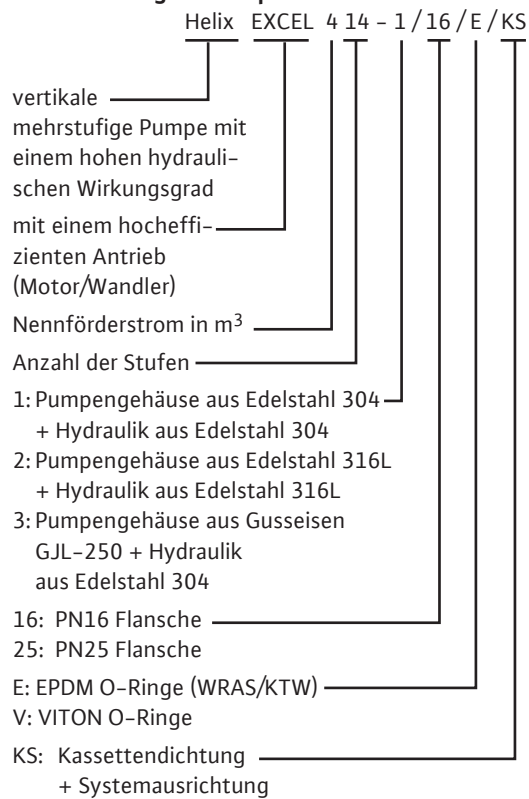 Helix EXCEL 4 14 - 1 / 16 / E / KS
vertikale
mehrstufige Pumpe mit
einem hohen hydrauli-
schen Wirkungsgrad
mit einem hocheffi-
zienten Antrieb
(Motor/Wandler)
Nennförderstrom in m³
Anzahl der Stufen
1: Pumpengehäuse aus Edelstahl 304
+ Hydraulik aus Edelstahl 304
2: Pumpengehäuse aus Edelstahl 316L
+ Hydraulik aus Edelstahl 316L
3: Pumpengehäuse aus Gusseisen
GJL-250 + Hydraulik
aus Edelstahl 304
16: PN16 Flansche
25: PN25 Flansche
E: EPDM O-Ringe (WRAS/KTW)
V: VITON O-Ringe
KS: Kassettendichtung
+ Systemausrichtung